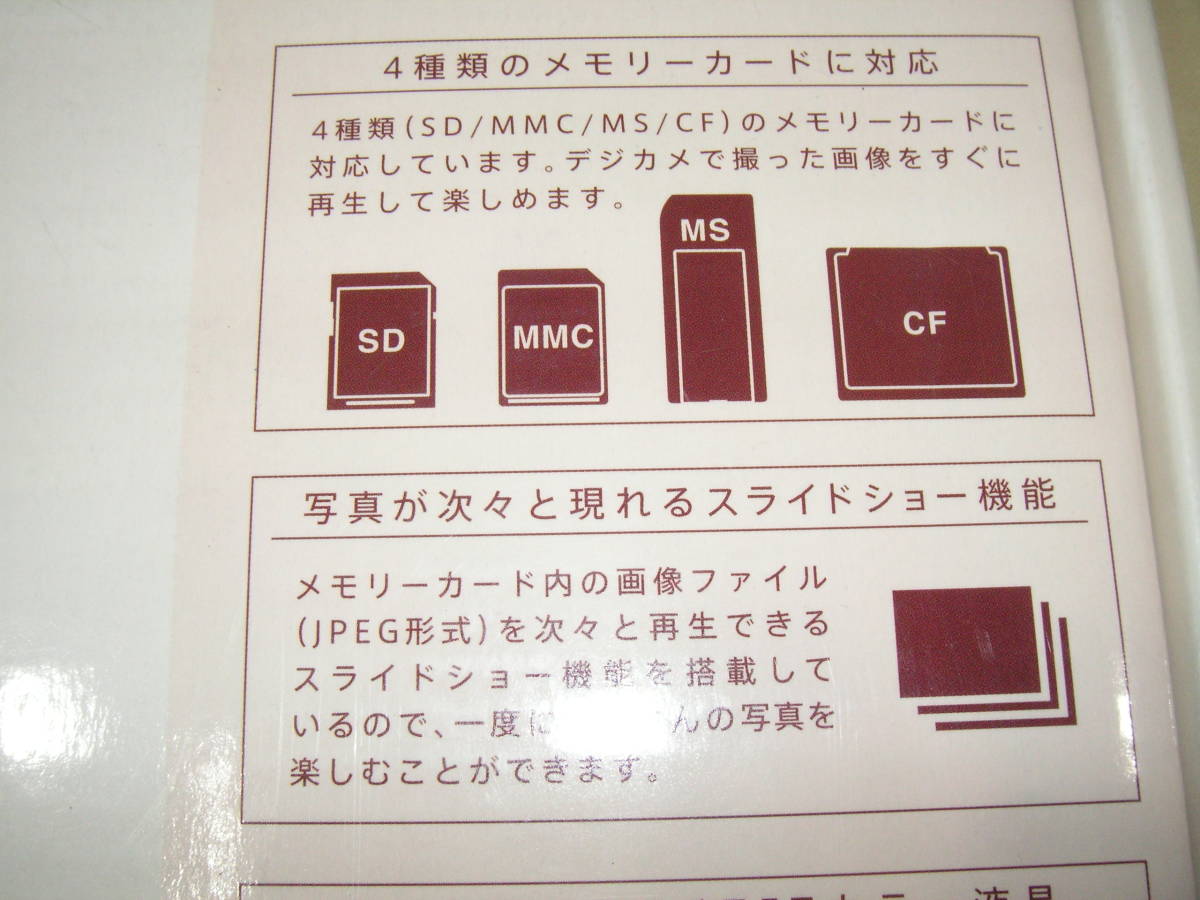 4種類のメモリーカードに対応
4種類(SD/MMC/MS/CF)のメモリーカードに
対応しています。デジカメで撮った画像をすぐに
再生して楽しめます。
MS
SD
MMC
CF
写真が次々と現れるスライドショー機能
メモリーカード内の画像ファイル
(JPEG形式)を次々と再生できる
スライドショー機能を搭載して
いるので、一度に んの写真を
楽しむことができます。
液晶